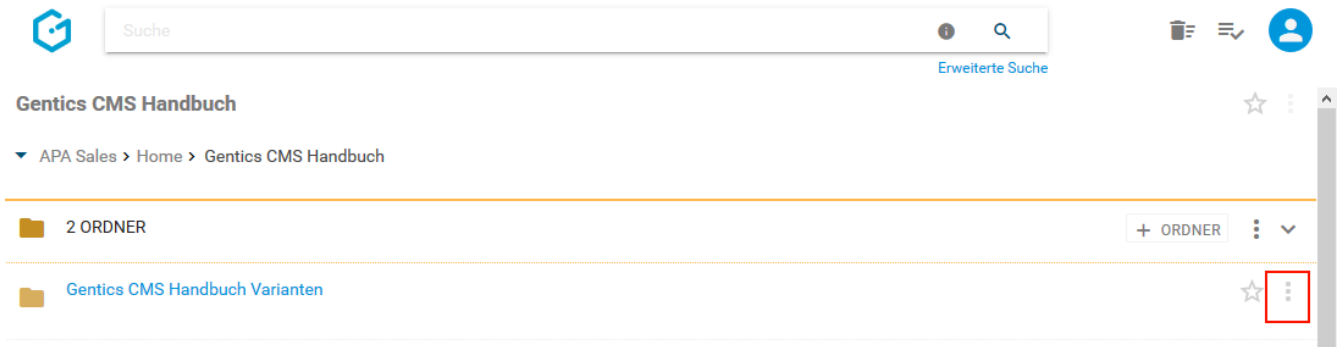 Suche
Erweiterte Suche
Gentics CMS Handbuch
APA Sales > Home > Gentics CMS Handbuch
2 ORDNER
+ ORDNER
Gentics CMS Handbuch Varianten